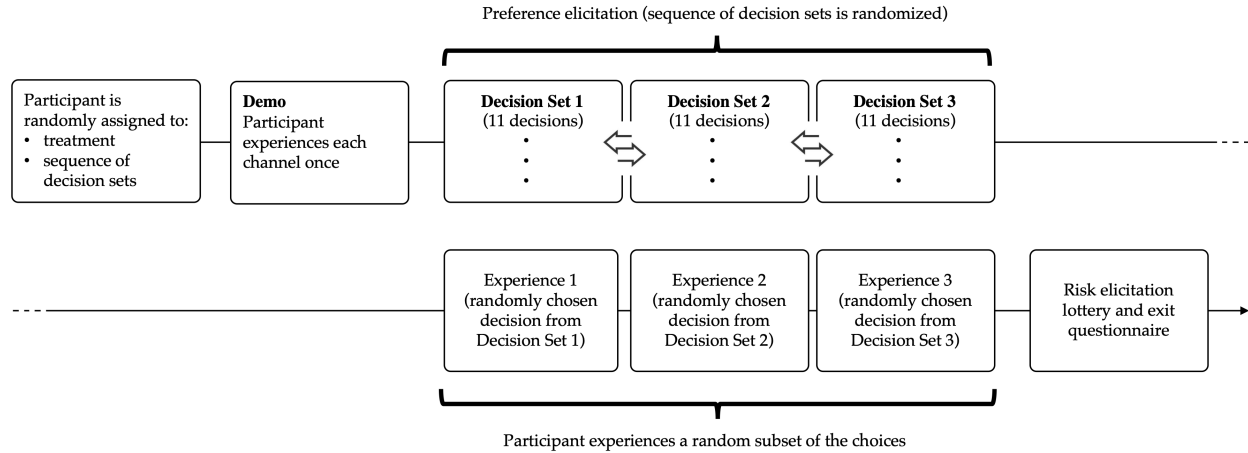 Preference elicitation (sequence of decision sets is randomized)
Participant is
randomly assigned to:
• treatment
• sequence of
decision sets
Demo
Participant
experiences each
channel once
Decision Set 1
(11 decisions)
Decision Set 2
(11 decisions)
Decision Set 3
(11 decisions)
Experience 1
(randomly chosen
decision from
Decision Set 1)
Experience 2
(randomly chosen
decision from
Decision Set 2)
Experience 3
(randomly chosen
decision from
Decision Set 3)
Risk elicitation
lottery and exit
questionnaire
Participant experiences a random subset of the choices